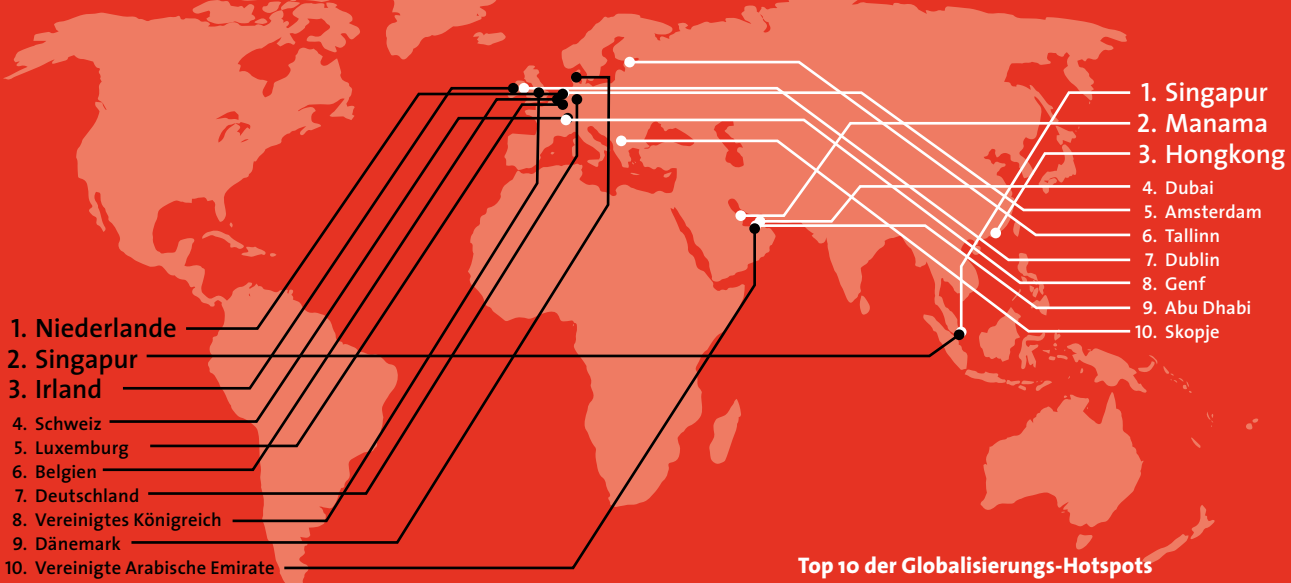 1. Singapur
2. Manama
3. Hongkong
4. Dubai
5. Amsterdam
6. Tallinn
7. Dublin
8. Genf
9. Abu Dhabi
10. Skopje
1. Niederlande
2. Singapur
3. Irland
4. Schweiz
5. Luxemburg
6. Belgien
7. Deutschland
8. Vereinigtes Königreich
9. Dänemark
10. Vereinigte Arabische Emirate
Top 10 der Globalisierungs-Hotspots